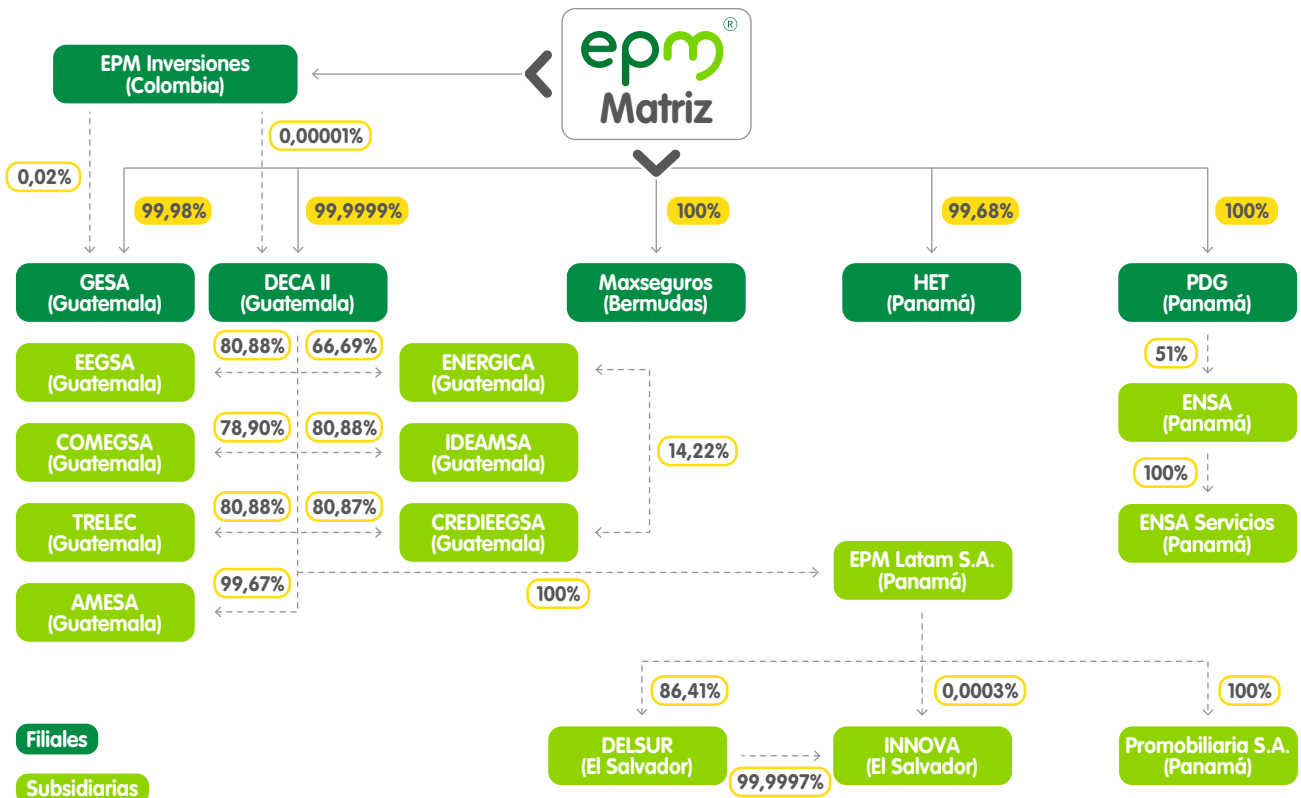 epm®
Matriz
EPM Inversiones
(Colombia)
0,00001%
0,02%
99,98%
99,9999%
100%
99,68%
100%
GESA
(Guatemala)
DECA II
(Guatemala)
Maxseguros
(Bermudas)
HET
(Panamá)
PDG
(Panamá)
80,88%
66,69%
51%
EEGSA
(Guatemala)
ENERGICA
(Guatemala)
ENSA
(Panamá)
78,90%
80,88%
14,22%
COMEGSA
(Guatemala)
IDEAMSA
(Guatemala)
100%
80,88%
80,87%
TRELEC
(Guatemala)
CREDIEEGSA
(Guatemala)
ENSA Servicios
(Panamá)
99,67%
100%
EPM Latam S.A.
(Panamá)
AMESA
(Guatemala)
86,41%
0,0003%
100%
DELSUR
(El Salvador)
99,9997%
INNOVA
(El Salvador)
Promobiliaria S.A.
(Panamá)
Filiales
Subsidiarias